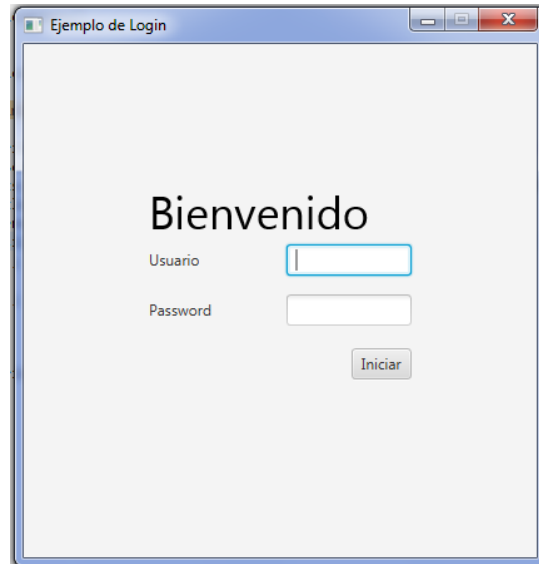 Ejemplo de Login
Bienvenido
Usuario
Password
Iniciar